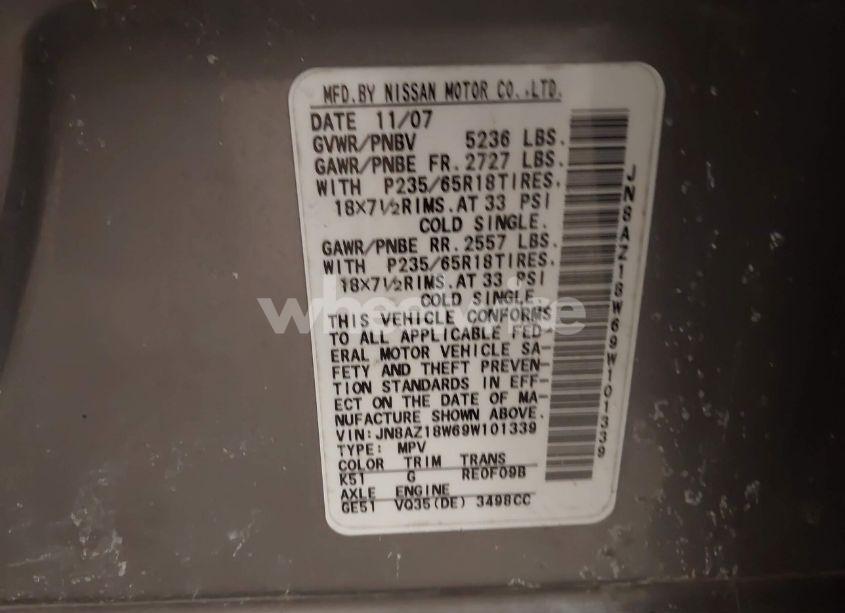 MFD.BY NISSAN MOTOR CO.,LTD.
DATE 11/07
GVWR/PNBV 5236 LBS.
GAWR/PNBE FR.2727 LBS.
WITH P235/65R18TIRES.
18×7½RIMS.AT 33 PSI
COLD SINGLE.
GAWR/PNBE RR.2557 LBS.
WITH P235/65R18TIRES.
18×7½RIMS.AT 33 PSI
COLD SINGLE.
THIS VEHICLE CONFORMS
TO ALL APPLICABLE FED-
ERAL MOTOR VEHICLE SA-
FETY AND THEFT PREVEN-
TION STANDARDS IN EFF-
ECT ON THE DATE OF MA-
NUFACTURE SHOWN ABOVE.
VIN:JN8AZ18W69W101339
TYPE: MPV
COLOR TRIM TRANS
K51 G RE0F09B
AXLE ENGINE
GE51 VQ35(DE) 3498CC
JN8AZ18W69W101339